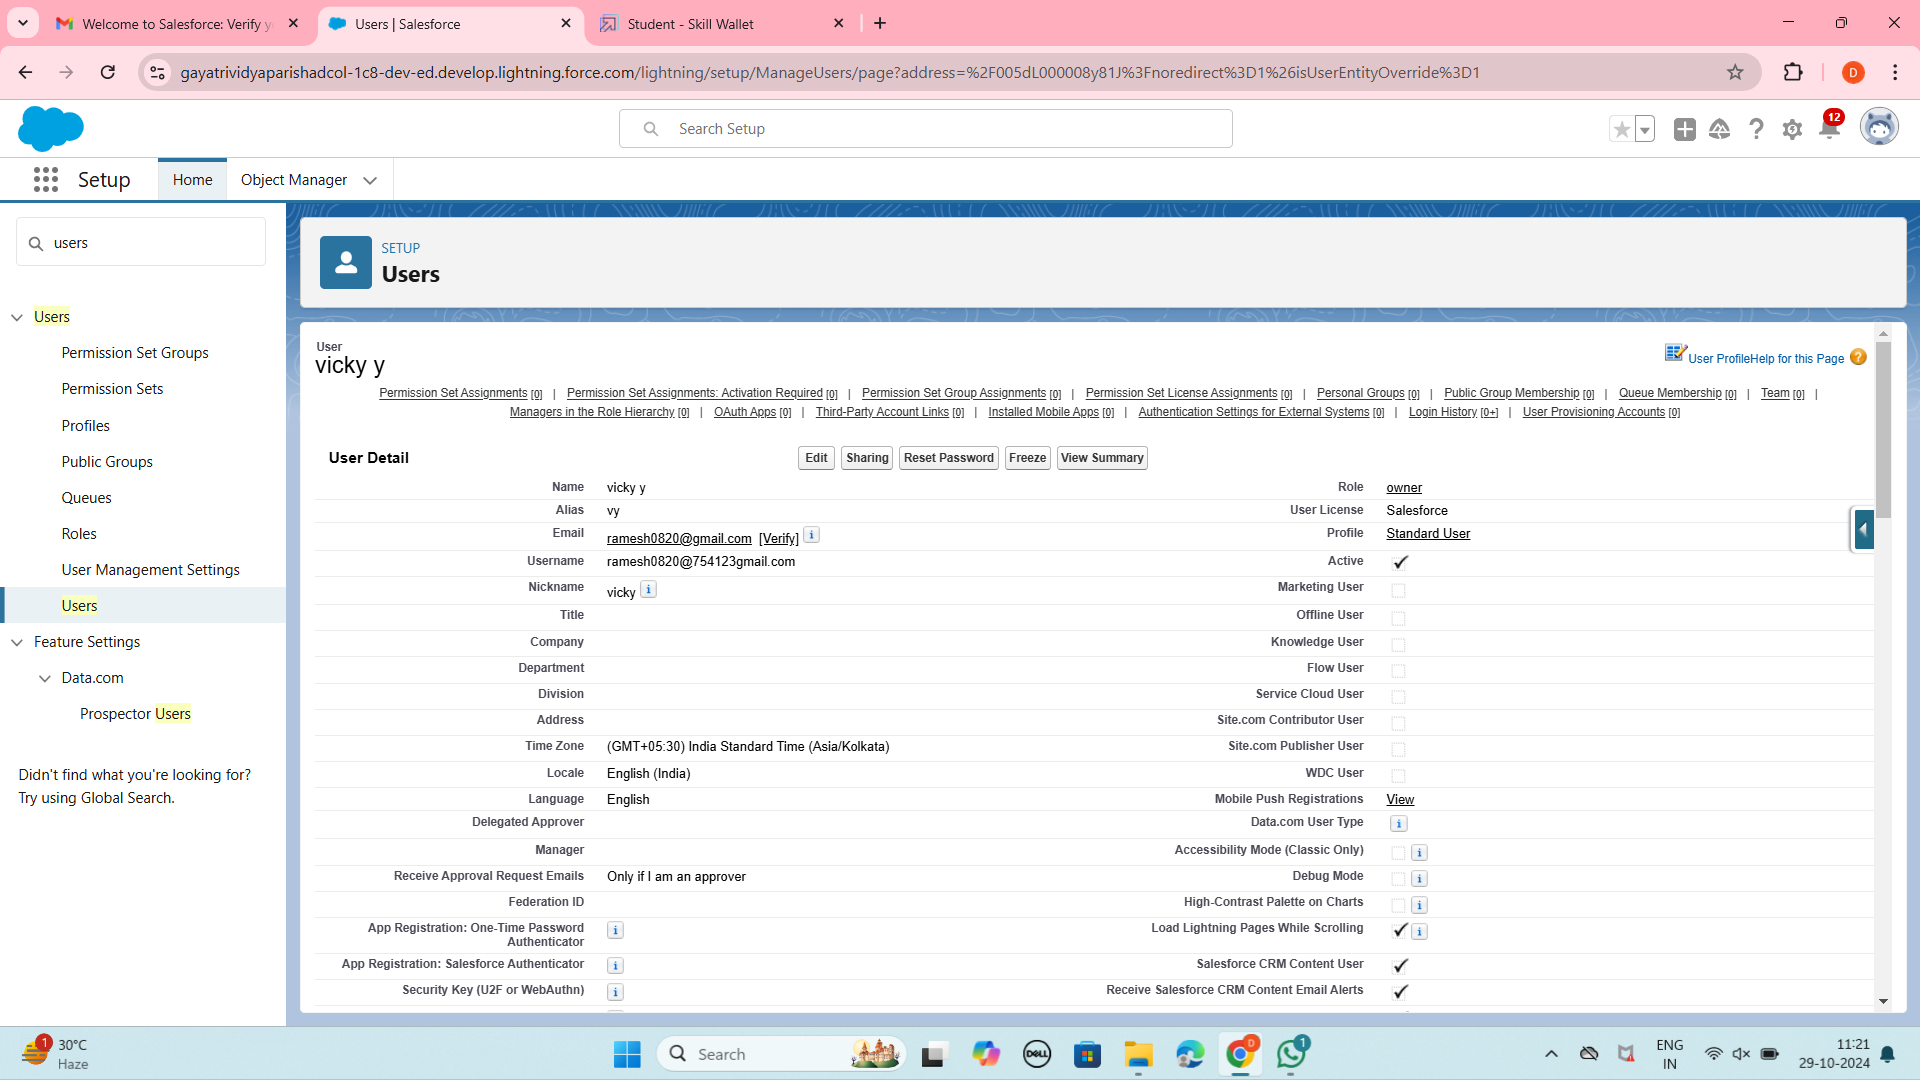 Welcome to Salesforce: Verify y
Users | Salesforce
Student - Skill Wallet
gayatrividyaparishadcol-1c8-dev-ed.develop.lightning.force.com/lightning/setup/ManageUsers/page?address=%2F005dL000008y81J%3Fnoredirect%3D1%26isUserEntityOverride%3D1
D
Search Setup
12
Setup
Home
Object Manager
users
Users
Permission Set Groups
Permission Sets
Profiles
Public Groups
Queues
Roles
User Management Settings
Users
Feature Settings
Data.com
Prospector Users
Didn't find what you're looking for?
Try using Global Search.
SETUP
Users
User
vicky y
User Profile Help for this Page
Permission Set Assignments [0] | Permission Set Assignments: Activation Required [0] | Permission Set Group Assignments [0] | Permission Set License Assignments [0] | Personal Groups [0] | Public Group Membership [0] | Queue Membership [0] | Team [0] |
Managers in the Role Hierarchy [0] | OAuth Apps [0] | Third-Party Account Links [0] | Installed Mobile Apps [0] | Authentication Settings for External Systems [0] | Login History [0+] | User Provisioning Accounts [0]
User Detail
Edit Sharing Reset Password Freeze View Summary
Name vicky y Role owner
Alias vy User License Salesforce
Email ramesh0820@gmail.com [Verify] Profile Standard User
Username ramesh0820@754123gmail.com Active
Nickname vicky Marketing User
Title Offline User
Company Knowledge User
Department Flow User
Division Service Cloud User
Address Site.com Contributor User
Time Zone (GMT+05:30) India Standard Time (Asia/Kolkata) Site.com Publisher User
Locale English (India) WDC User
Language English Mobile Push Registrations View
Delegated Approver Data.com User Type
Manager Accessibility Mode (Classic Only)
Receive Approval Request Emails Only if I am an approver Debug Mode
Federation ID High-Contrast Palette on Charts
App Registration: One-Time Password Load Lightning Pages While Scrolling
Authenticator
App Registration: Salesforce Authenticator Salesforce CRM Content User
Security Key (U2F or WebAuthn) Receive Salesforce CRM Content Email Alerts
1
30°C
Haze
Search
DELL
D
1
ENG
IN
11:21
29-10-2024